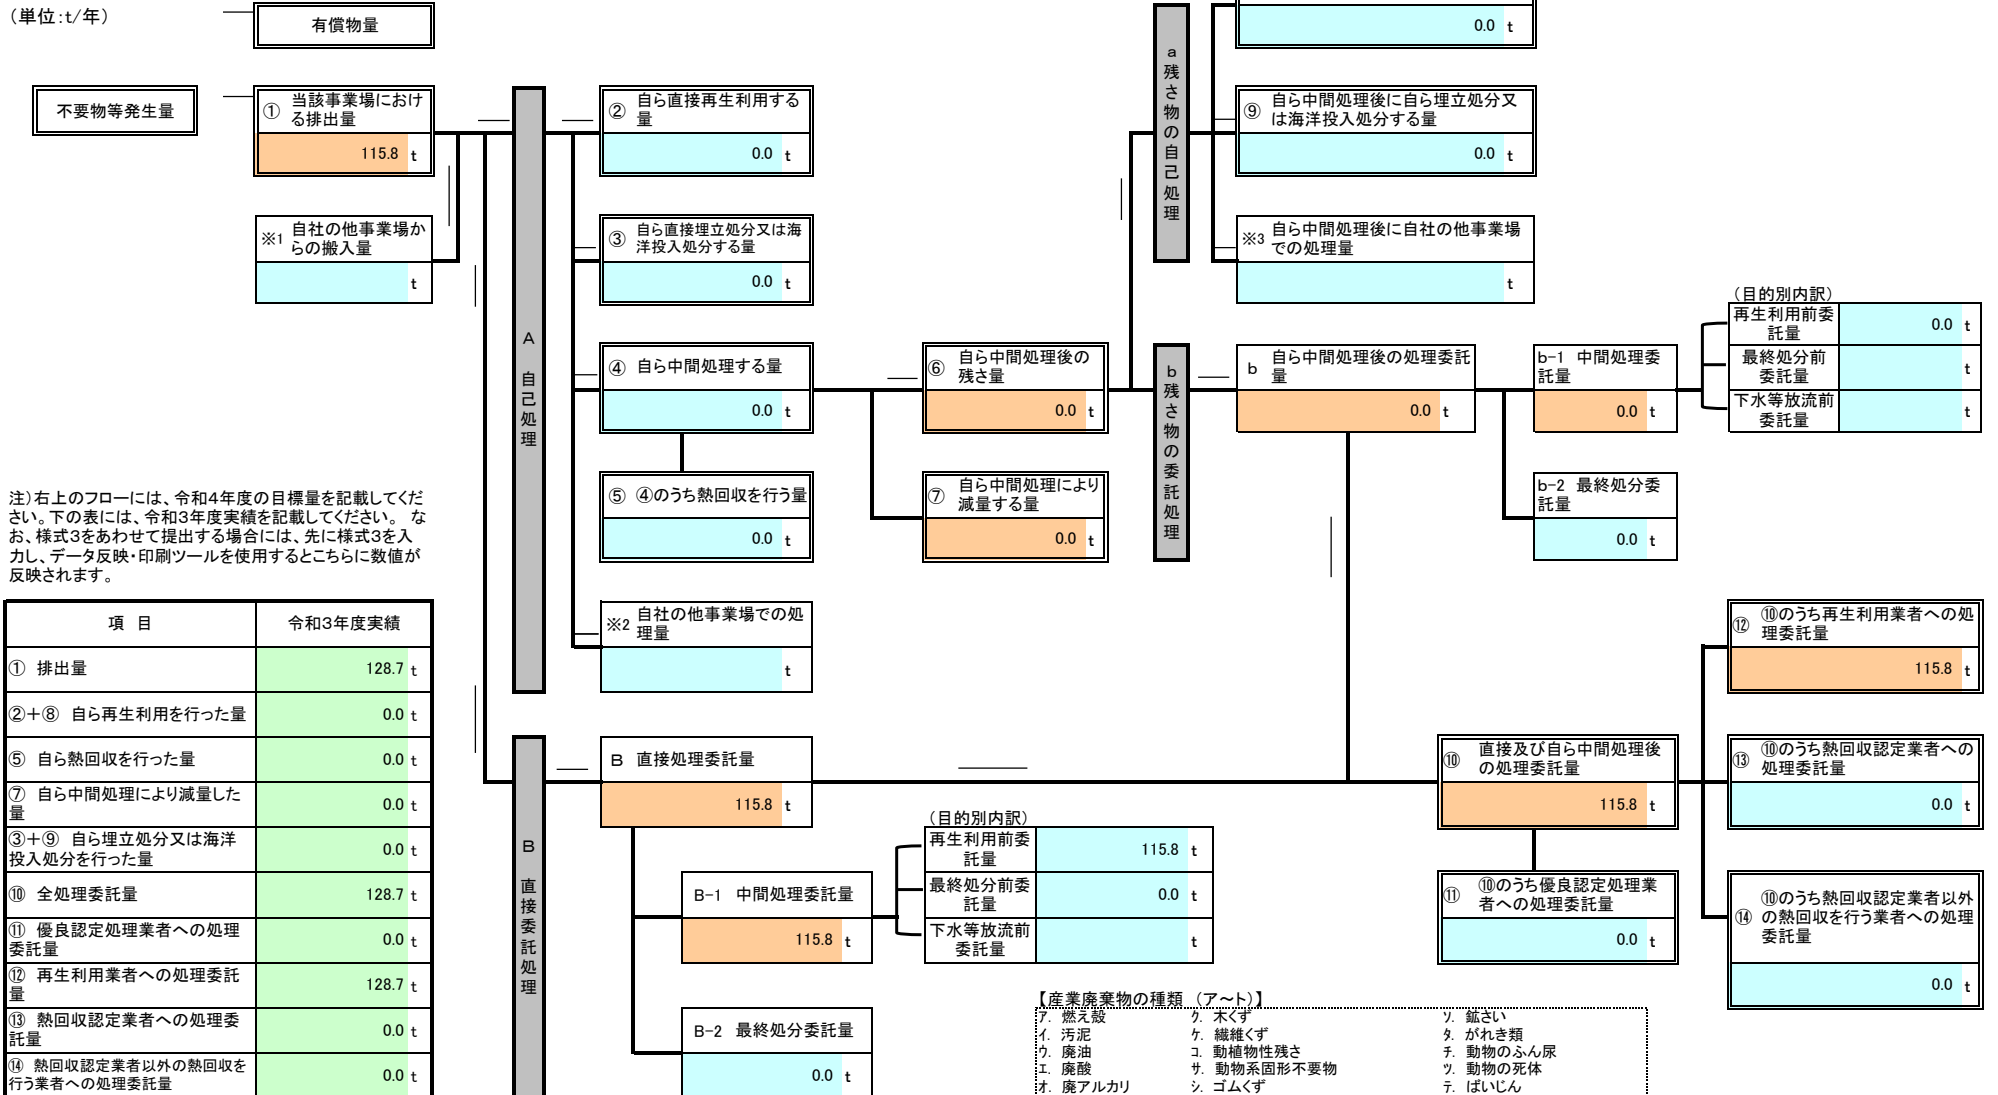 （単位:t/年）
有償物量
不要物等発生量
① 当該事業場におけ
る排出量
115.8 t
※1 自社の他事業場か
らの搬入量
t
A 自己処理
② 自ら直接再生利用する
量
0.0 t
③ 自ら直接埋立処分又は海
洋投入処分する量
0.0 t
④ 自ら中間処理する量
0.0 t
⑤ ④のうち熱回収を行う量
0.0 t
※2 自社の他事業場での処
理量
t
⑥ 自ら中間処理後の
残さ量
0.0 t
⑦ 自ら中間処理により
減量する量
0.0 t
a残さ物の自己処理
0.0 t
⑨ 自ら中間処理後に自ら埋立処分又
は海洋投入処分する量
0.0 t
※3 自ら中間処理後に自社の他事業場
での処理量
t
b残さ物の委託処理
b 自ら中間処理後の処理委託
量
0.0 t
b-1 中間処理委
託量
0.0 t
b-2 最終処分委
託量
0.0 t
（目的別内訳）
再生利用前委
託量
0.0 t
最終処分前
委託量
t
下水等放流前
委託量
t
注）右上のフローには、令和4年度の目標量を記載してくだ
さい。下の表には、令和3年度実績を記載してください。 な
お、様式3をあわせて提出する場合には、先に様式3を入
力し、データ反映・印刷ツールを使用するとこちらに数値が
反映されます。
項 目 令和3年度実績
① 排出量 128.7 t
②＋⑧ 自ら再生利用を行った量 0.0 t
⑤ 自ら熱回収を行った量 0.0 t
⑦ 自ら中間処理により減量した
量 0.0 t
③＋⑨ 自ら埋立処分又は海洋
投入処分を行った量 0.0 t
⑩ 全処理委託量 128.7 t
⑪ 優良認定処理業者への処理
委託量 0.0 t
⑫ 再生利用業者への処理委託
量 128.7 t
⑬ 熱回収認定業者への処理委
託量 0.0 t
⑭ 熱回収認定業者以外の熱回収を
行う業者への処理委託量 0.0 t
B 直接委託処理
B 直接処理委託量
115.8 t
B-1 中間処理委託量
115.8 t
B-2 最終処分委託量
0.0 t
（目的別内訳）
再生利用前委
託量
115.8 t
最終処分前委
託量
0.0 t
下水等放流前
委託量
t
⑩ 直接及び自ら中間処理後
の処理委託量
115.8 t
⑪ ⑩のうち優良認定処理業
者への処理委託量
0.0 t
⑫ ⑩のうち再生利用業者への処
理委託量
115.8 t
⑬ ⑩のうち熱回収認定業者への
処理委託量
0.0 t
⑭ ⑩のうち熱回収認定業者以外
の熱回収を行う業者への処理
委託量
0.0 t
【産業廃棄物の種類 （ア～ト）】
ア. 燃え殻 ク. 木くず ソ. 鉱さい
イ. 汚泥 ケ. 繊維くず タ. がれき類
ウ. 廃油 コ. 動植物性残さ チ. 動物のふん尿
エ. 廃酸 サ. 動物系固形不要物 ツ. 動物の死体
オ. 廃アルカリ シ. ゴムくず テ. ばいじん